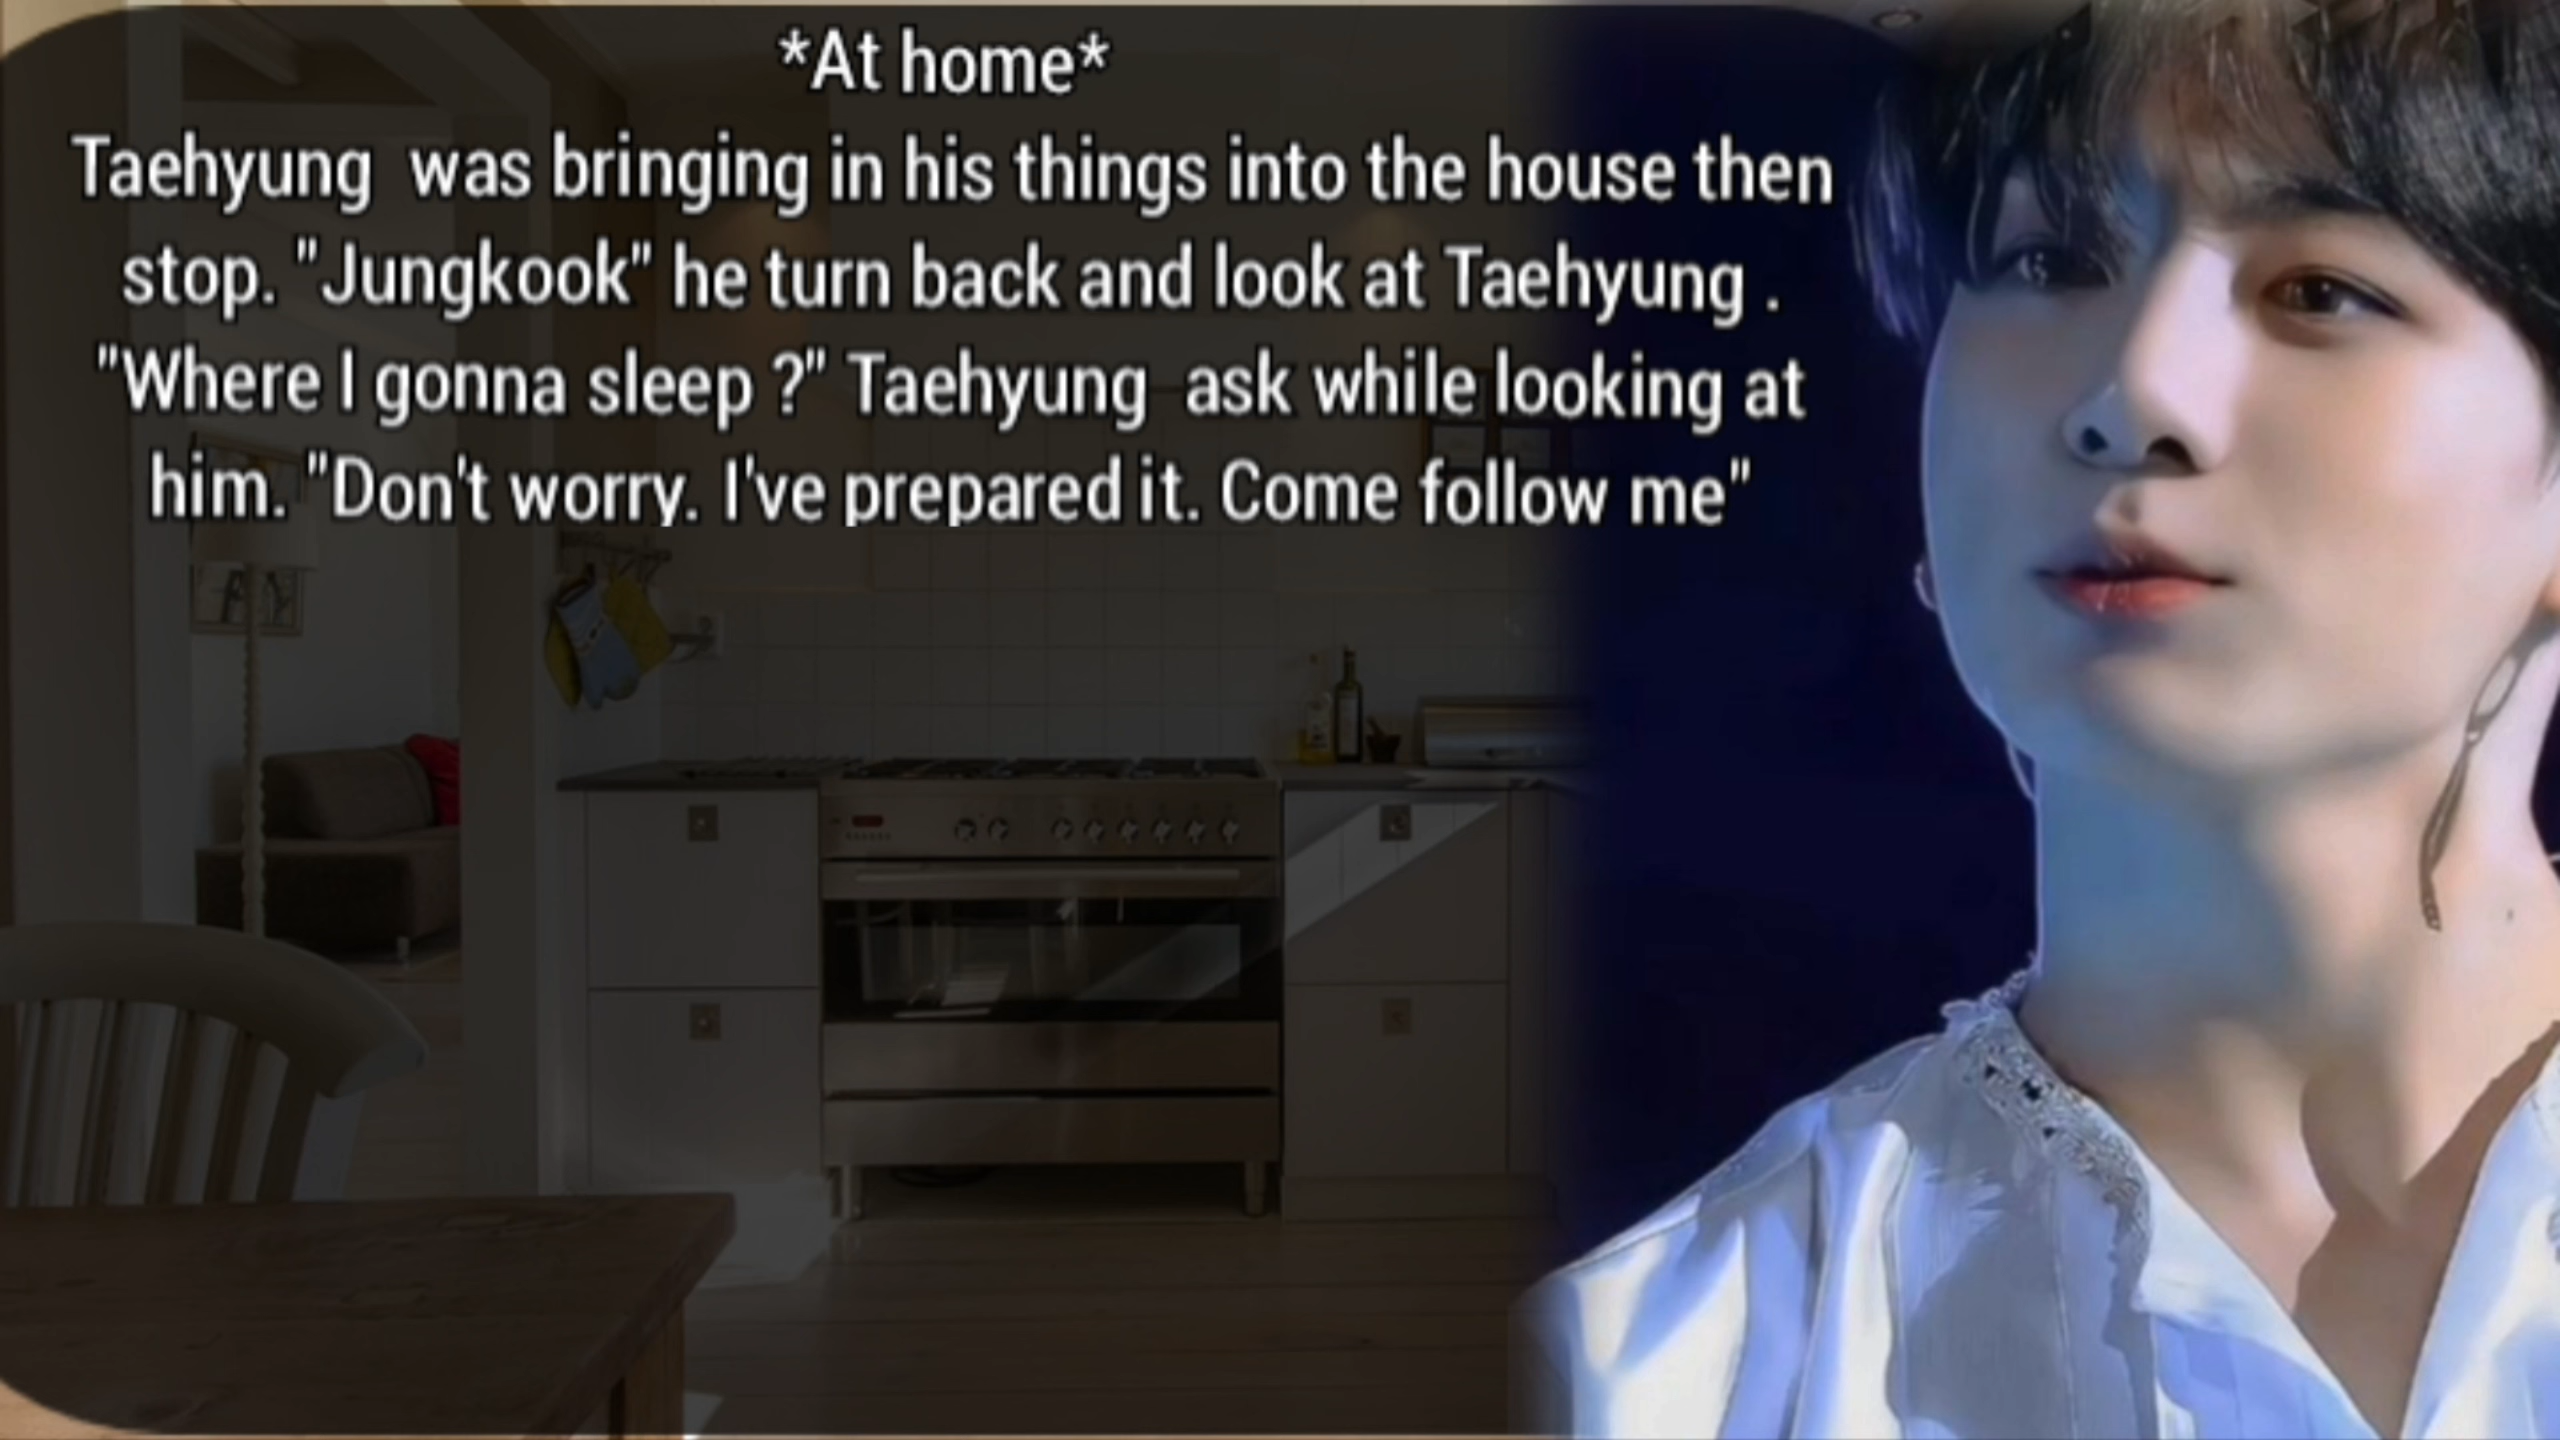 *At home*
Taehyung  was bringing in his things into the house then
stop. "Jungkook" he turn back and look at Taehyung .
"Where I gonna sleep ?" Taehyung  ask while looking at
him. "Don't worry. I've prepared it. Come follow me"